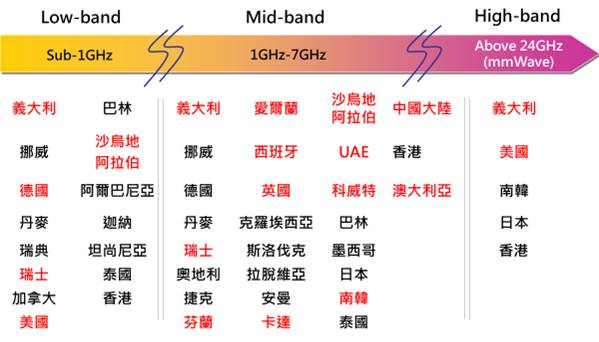 Low-band
Mid-band
High-band
Sub-1GHz
1GHz-7GHz
Above 24GHz
(mmWave)
義大利
挪威
德國
丹麥
瑞典
瑞士
加拿大
美國
巴林
沙烏地
阿拉伯
阿爾巴尼亞
迦納
坦尚尼亞
泰國
香港
義大利
挪威
德國
丹麥
瑞士
奧地利
捷克
芬蘭
愛爾蘭
西班牙
英國
克羅埃西亞
斯洛伐克
拉脫維亞
安曼
卡達
沙烏地
阿拉伯
UAE
科威特
巴林
墨西哥
日本
南韓
泰國
中國大陸
香港
澳大利亞
義大利
美國
南韓
日本
香港